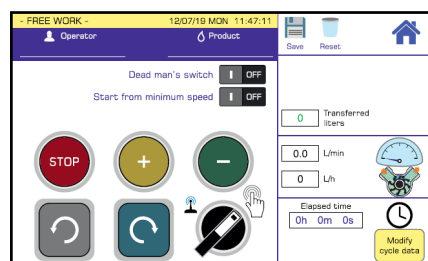 - FREE WORK -
12/07/19 MON 11:47:11
Operator
Product
Save
Reset
Dead man's switch
I OFF
Start from minimum speed
I OFF
0 Transferred liters
STOP
+
-
0.0 L/min
0 L/h
Elapsed time
0h 0m 0s
Modify
cycle data